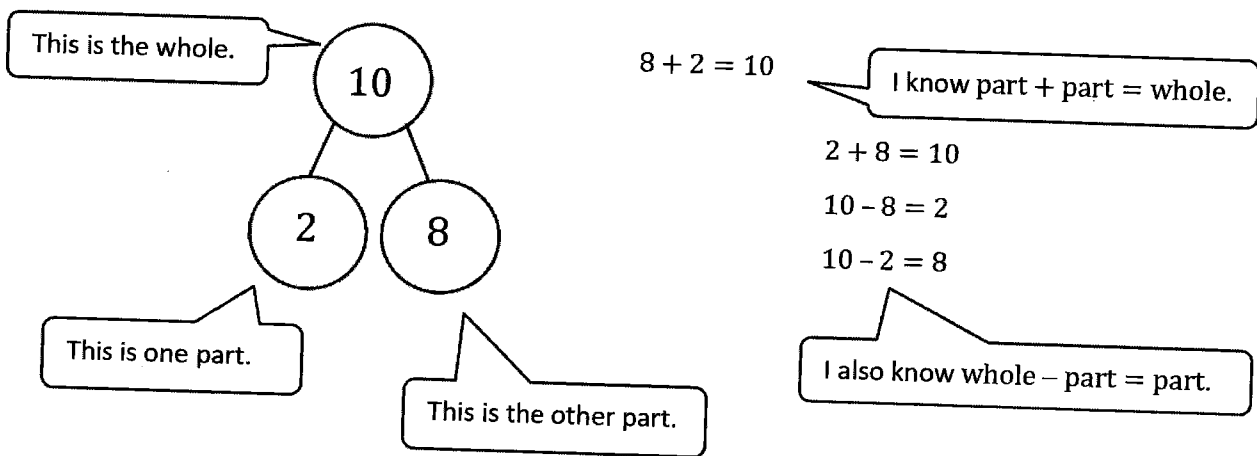 This is the whole.
10
2
8
This is one part.
This is the other part.
8 + 2 = 10
I know part + part = whole.
2 + 8 = 10
10 – 8 = 2
10 – 2 = 8
I also know whole – part = part.